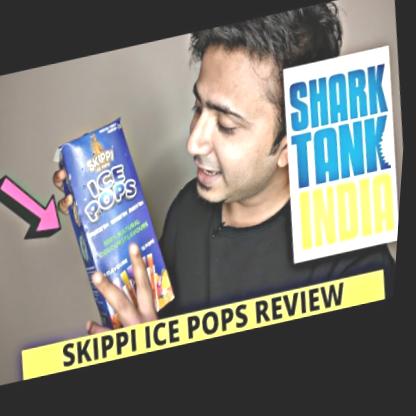 SHARK
TANK
INDIA
SKIPPI
ICE
POPS
SKIPPI ICE POPS REVIEW